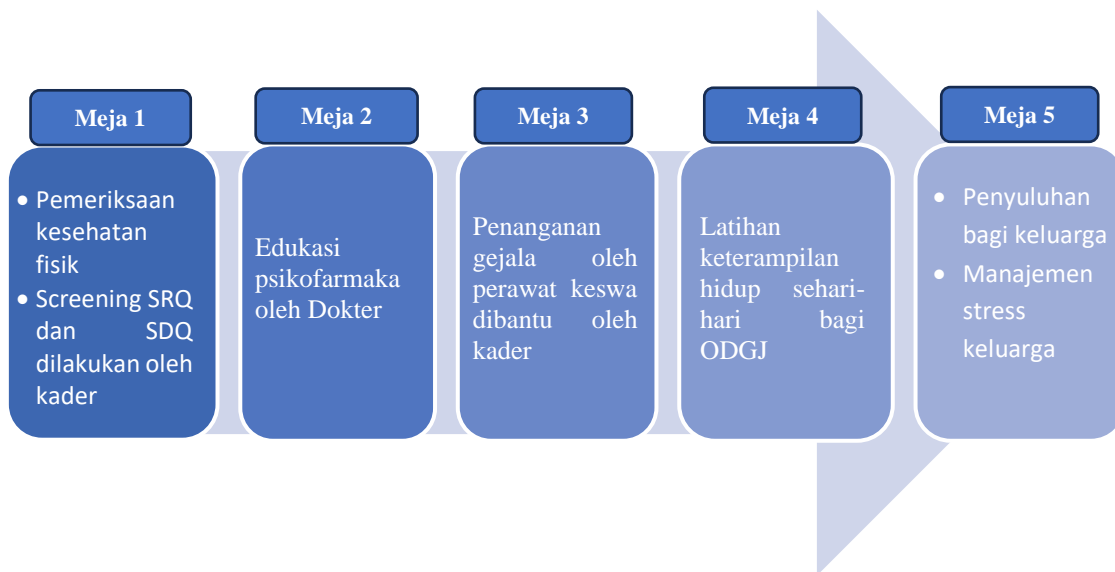 Meja 1
Pemeriksaan
kesehatan
fisik
Screening SRQ
dan SDQ
dilakukan oleh
kader
Meja 2
Edukasi
psikofarmaka
oleh Dokter
Meja 3
Penanganan
gejala oleh
perawat keswa
dibantu oleh
kader
Meja 4
Latihan
keterampilan
hidup sehari-
hari bagi
ODGJ
Meja 5
Penyuluhan
bagi keluarga
Manajemen
stress
keluarga